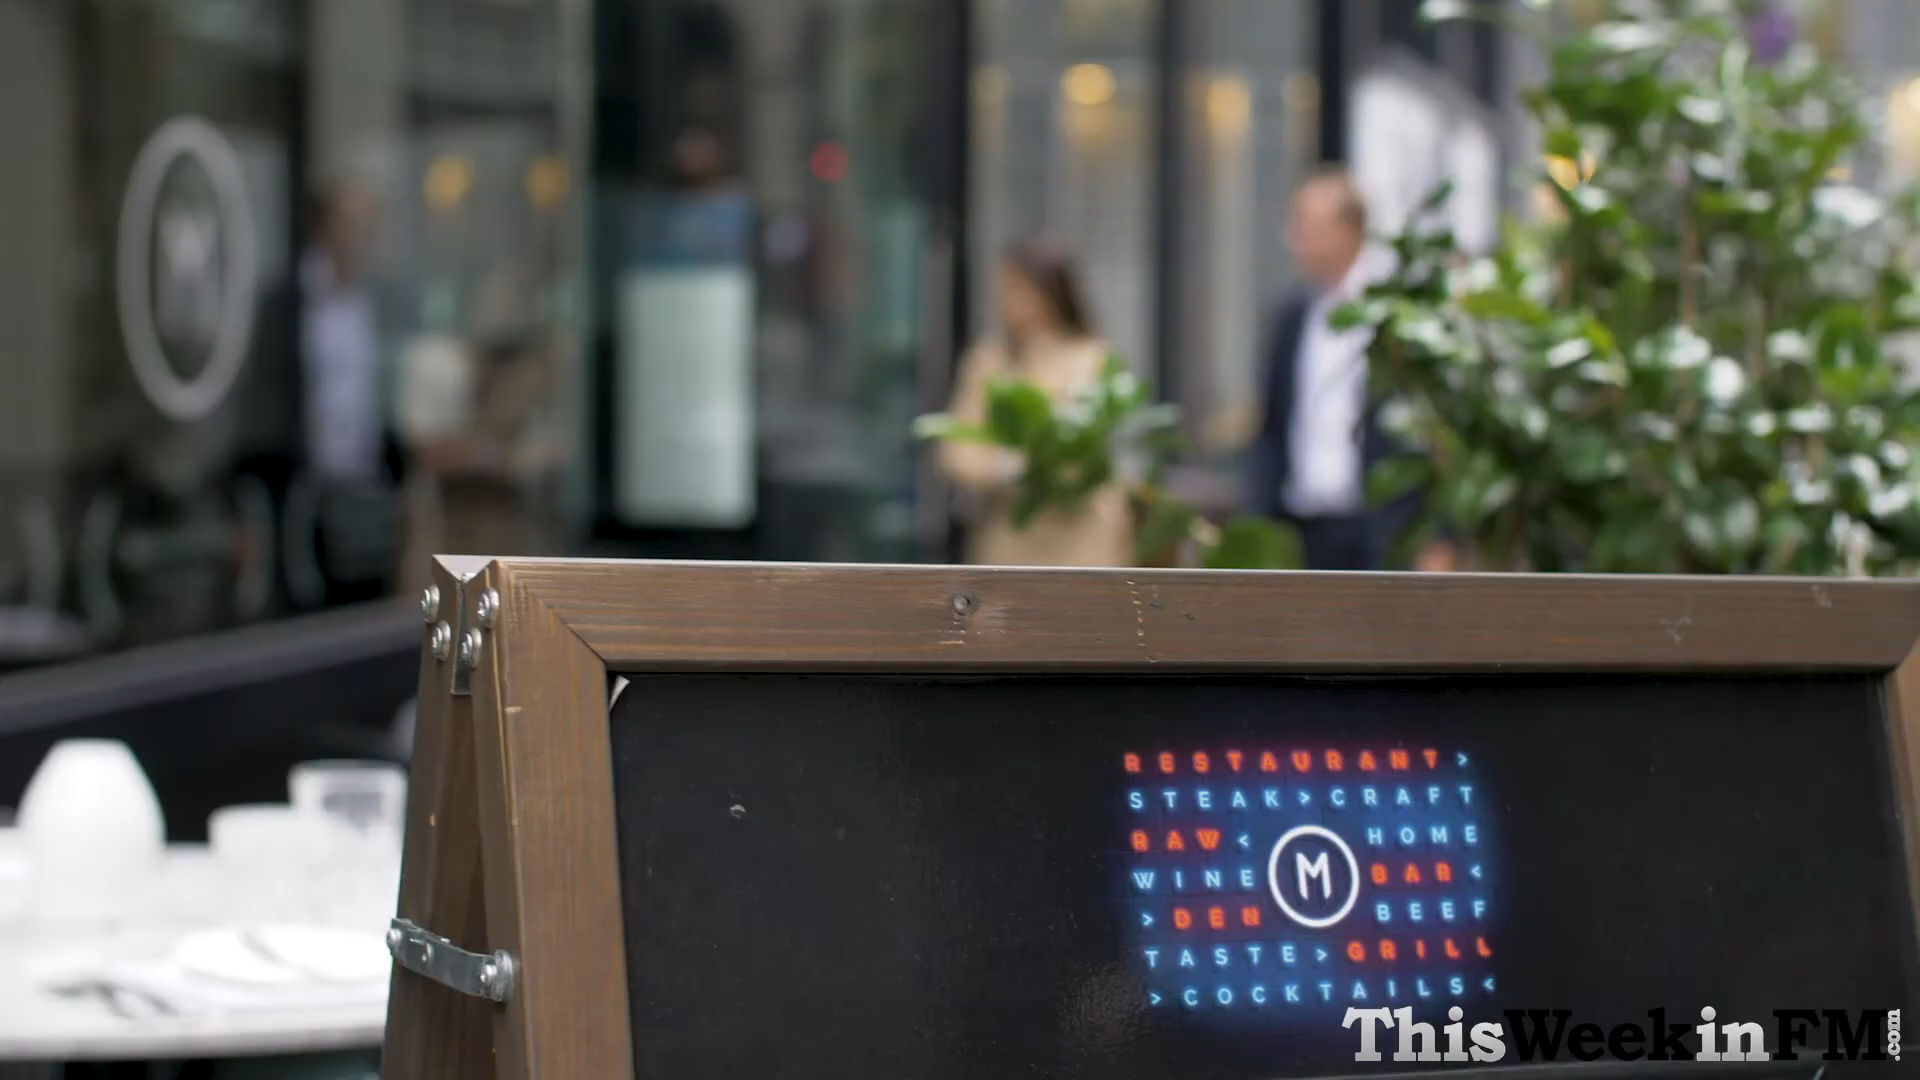 RESTAURANT>
STEAK>CRAFT
RAW< HOME
WINE M BAR<
>DEN BEEF
TASTE>GRILL
>COCKTAILS<
ThisWeekinFM.com